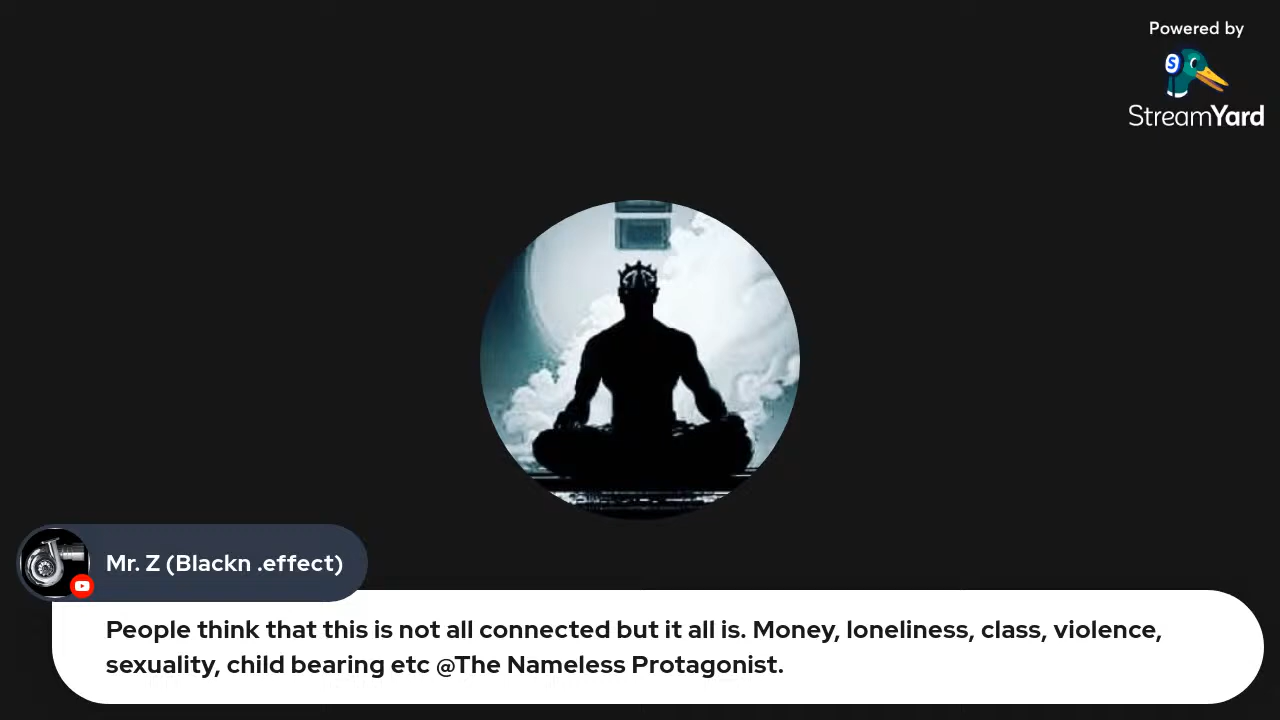 Powered by
S
StreamYard
Mr. Z (Blackn .effect)
People think that this is not all connected but it all is. Money, loneliness, class, violence,
sexuality, child bearing etc @The Nameless Protagonist.